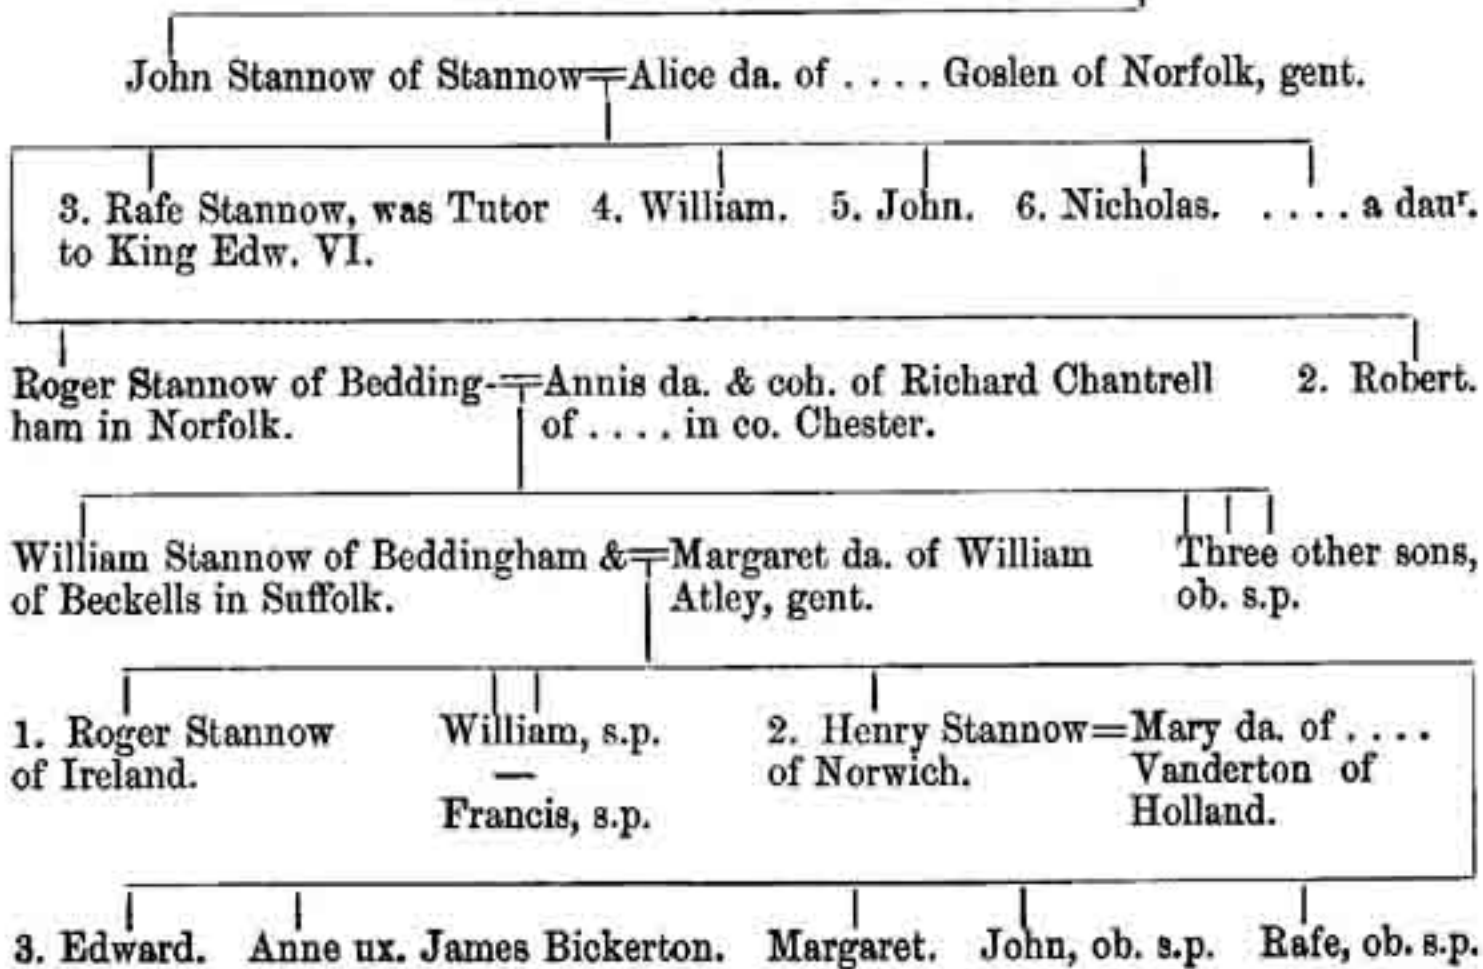 John Stannow of Stannow=Alice da. of . . . . Goslen of Norfolk, gent.
3. Rafe Stannow, was Tutor 4. William. 5. John. 6. Nicholas. . . . . a dauʳ.
to King Edw. VI.
Roger Stannow of Bedding-=Annis da. & coh. of Richard Chantrell 2. Robert.
ham in Norfolk. of . . . . in co. Chester.
William Stannow of Beddingham &=Margaret da. of William Three other sons,
of Beckells in Suffolk. Atley, gent. ob. s.p.
1. Roger Stannow William, s.p. 2. Henry Stannow=Mary da. of . . . .
of Ireland. — of Norwich. Vanderton of
Francis, s.p. Holland.
3. Edward. Anne ux. James Bickerton. Margaret. John, ob. s.p. Rafe, ob. s.p.